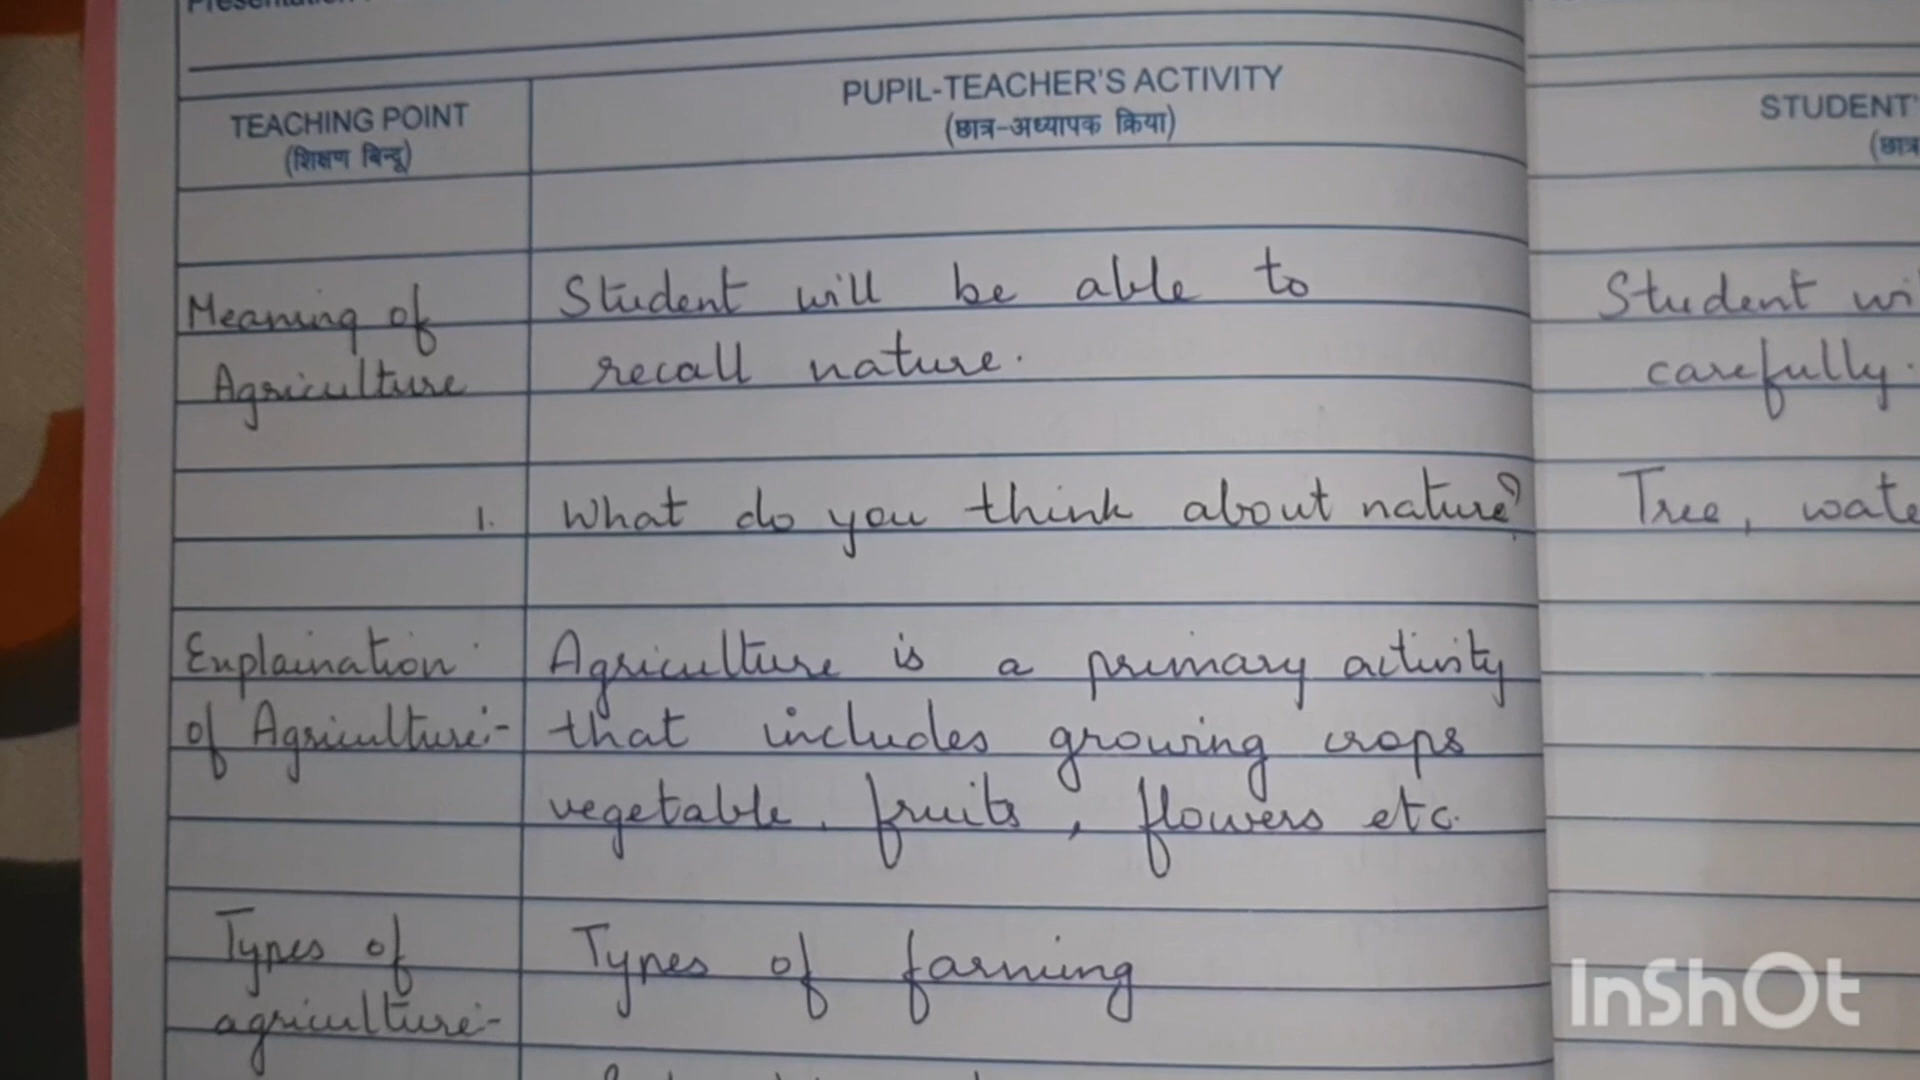 Presentation
TEACHING POINT
(शिक्षण बिन्दू)
PUPIL-TEACHER'S ACTIVITY
(छात्र-अध्यापक क्रिया)
STUDENT'
(छात्र
Meaning of
Agriculture
Student will be able to
recall nature.
Student wi
carefully.
1. What do you think about nature?
Tree, wate
Explaination
of Agriculture:-
Agriculture is a primary activity
that includes growing crops
vegetable, fruits, flowers etc.
Types of
agriculture:-
Types of farming
InShOt